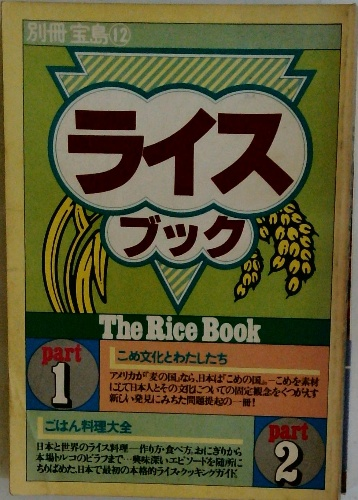 別冊宝島⑫
ライス
ブック
The Rice Book
part
1
こめ文化とわたしたち
アメリカが「麦の国」なら、日本は「こめの国」。―こめを素材
にして日本人とその文化についての固定観念をくつがえす
新しい発見にみちた問題提起の一冊!
ごはん料理大全
日本と世界のライス料理―作り方・食べ方。おにぎりから
本場トルコのピラフまで…興味深いエピソードを随所に
ちりばめた、日本で最初の本格的ライス・クッキングガイド
part
2